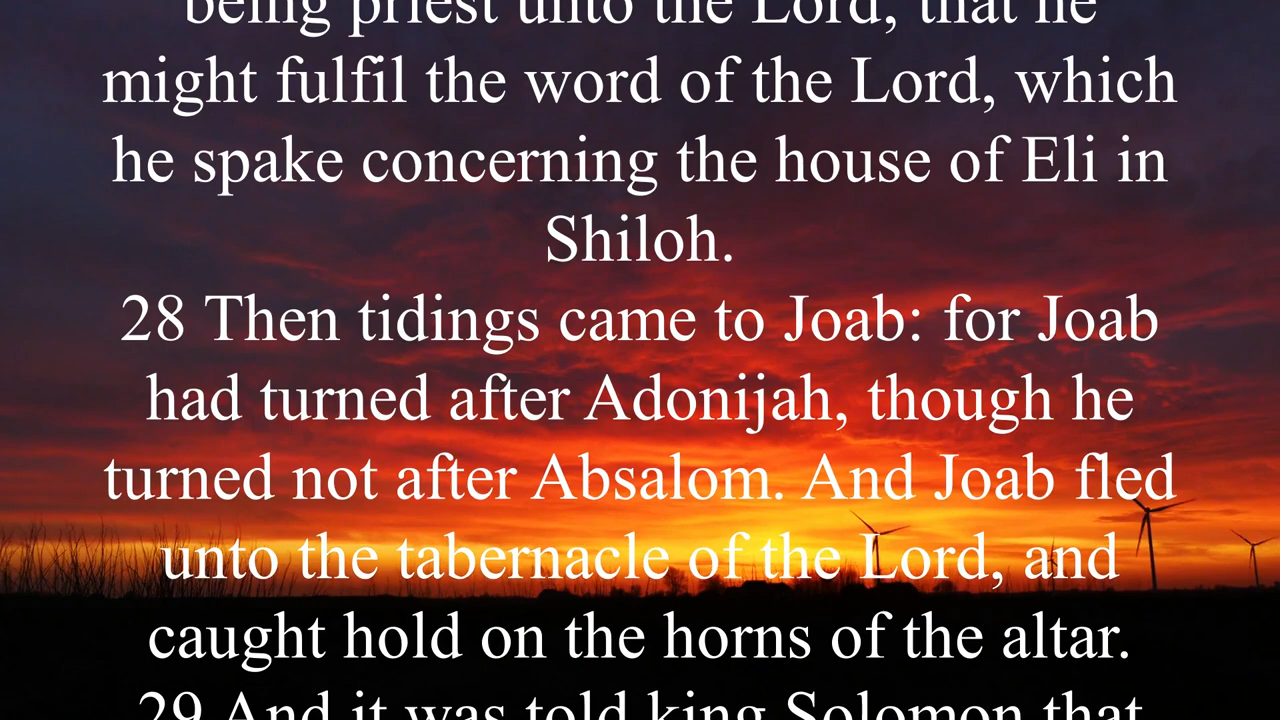 being priest unto the Lord, that he
might fulfil the word of the Lord, which
he spake concerning the house of Eli in
Shiloh.
28 Then tidings came to Joab: for Joab
had turned after Adonijah, though he
turned not after Absalom. And Joab fled
unto the tabernacle of the Lord, and
caught hold on the horns of the altar.
29 And it was told king Solomon that